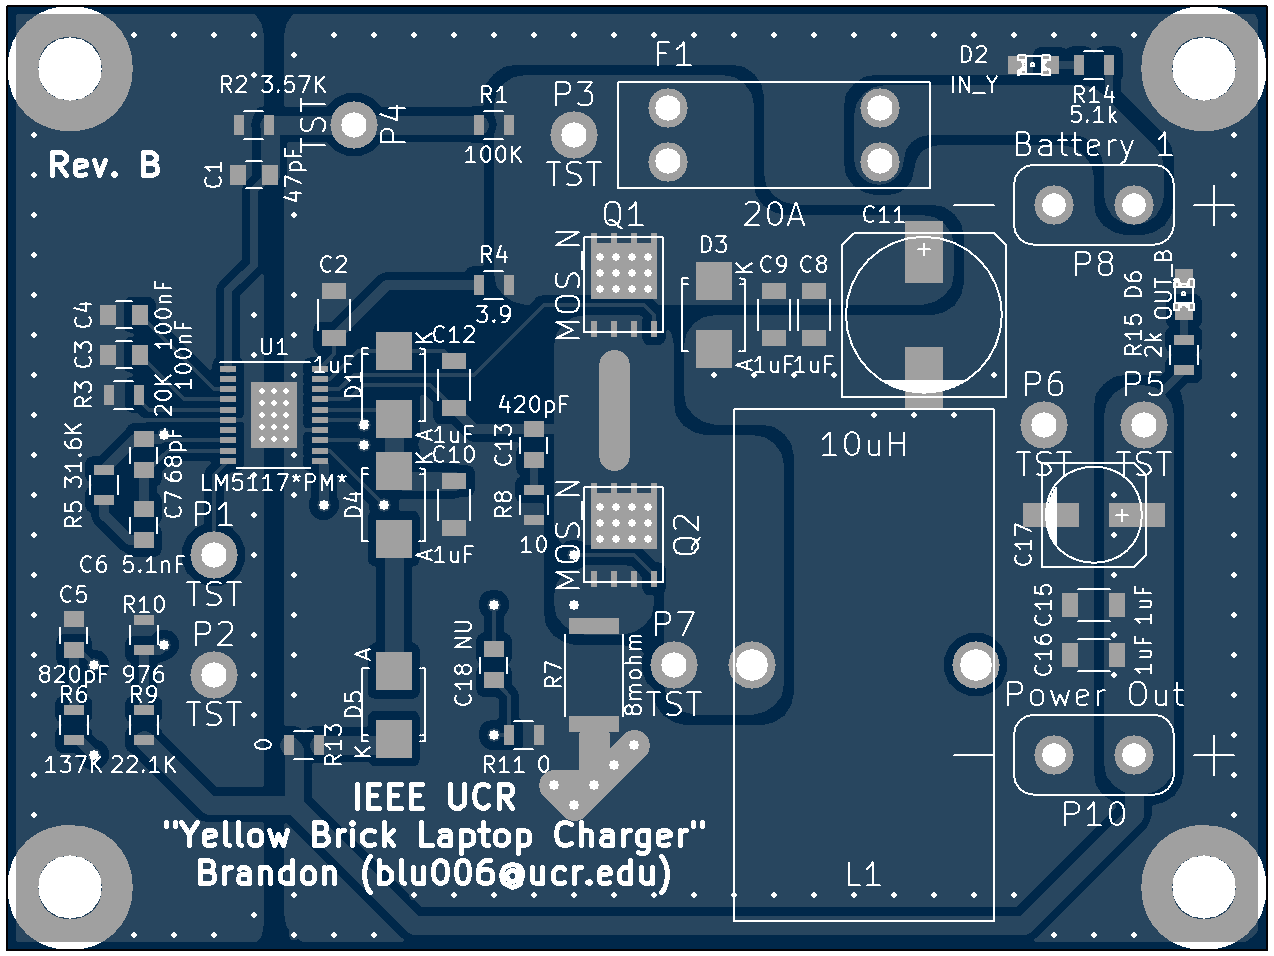 F1
D2
IN_Y
R14
5.1k
R2 3.57K
TST
P4
R1
100K
P3
TST
Battery 1
Rev. B
C1
47pF
Q1
20A
C11
P8
MOS N
D3
K
A
C9
C8
1uF
1uF
R4
3.9
C2
1uF
R15
2k
D6
OUT_B
C4
100nF
C3
100nF
R3
20K
U1
LM5117*PM*
D1
K
A
C12
1uF
P6
TST
P5
TST
420pF
C13
10uH
R5 31.6K
C7 68pF
D4
K
A
C10
1uF
R8
10
MOS N
Q2
P1
TST
C17
C6 5.1nF
C5
820pF
R10
976
P2
TST
C15
1uF
C16
1uF
C18 NU
R7
8mohm
P7
TST
A
D5
K
R6
137K
R9
22.1K
0
R13
R11 0
Power Out
P10
IEEE UCR
"Yellow Brick Laptop Charger"
Brandon (blu006@ucr.edu)
L1